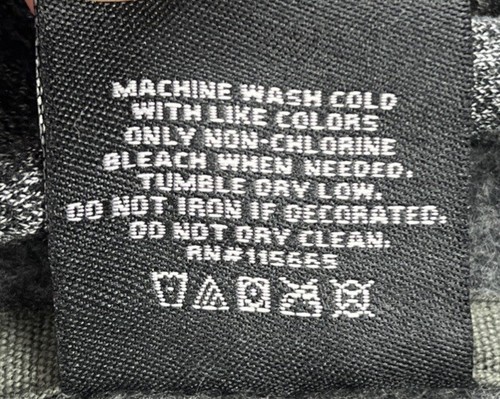 MACHINE WASH COLD
WITH LIKE COLORS
ONLY NON-CHLORINE
BLEACH WHEN NEEDED.
TUMBLE DRY LOW.
DO NOT IRON IF DECORATED.
DO NOT DRY CLEAN.
RN#115665